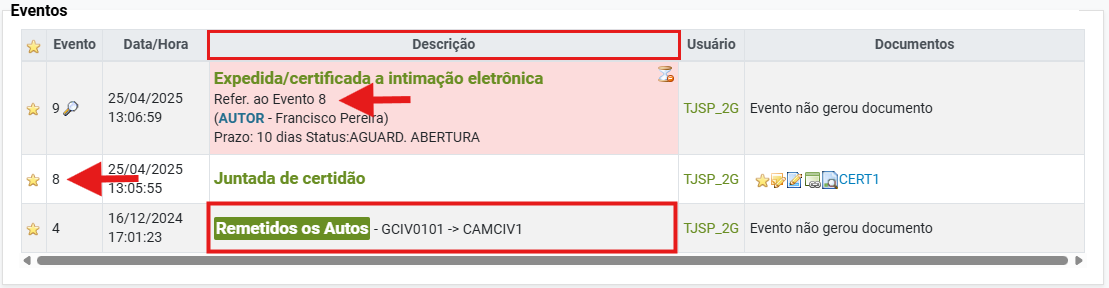 Eventos
Evento Data/Hora Descrição Usuário Documentos
9 25/04/2025 13:06:59 Expedida/certificada a intimação eletrônica
Refer. ao Evento 8
(AUTOR - Francisco Pereira)
Prazo: 10 dias Status:AGUARD. ABERTURA
TJSP_2G Evento não gerou documento
8 25/04/2025 13:05:55 Juntada de certidão TJSP_2G CERT1
4 16/12/2024 17:01:23 Remetidos os Autos - GCIV0101 -> CAMCIV1 TJSP_2G Evento não gerou documento